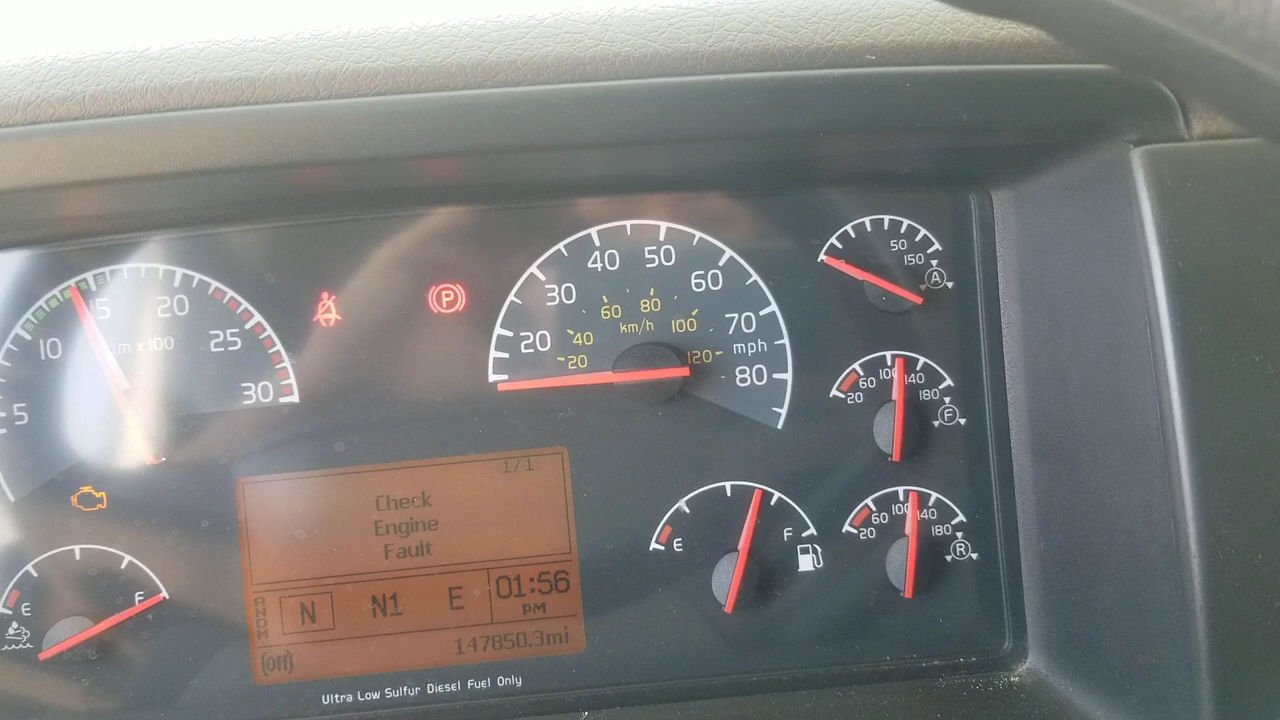 5
10
15
20
25
30
m x100
E
F
P
20
30
40
50
60
70
80
mph
20
40
60
80
100
120
km/h
50
150
A
20
60
100
140
180
F
20
60
100
140
180
R
E
F
1/1
Check
Engine
Fault
RNDM
N
N1
E
01:56
PM
(Off)
147850.3mi
Ultra Low Sulfur Diesel Fuel Only